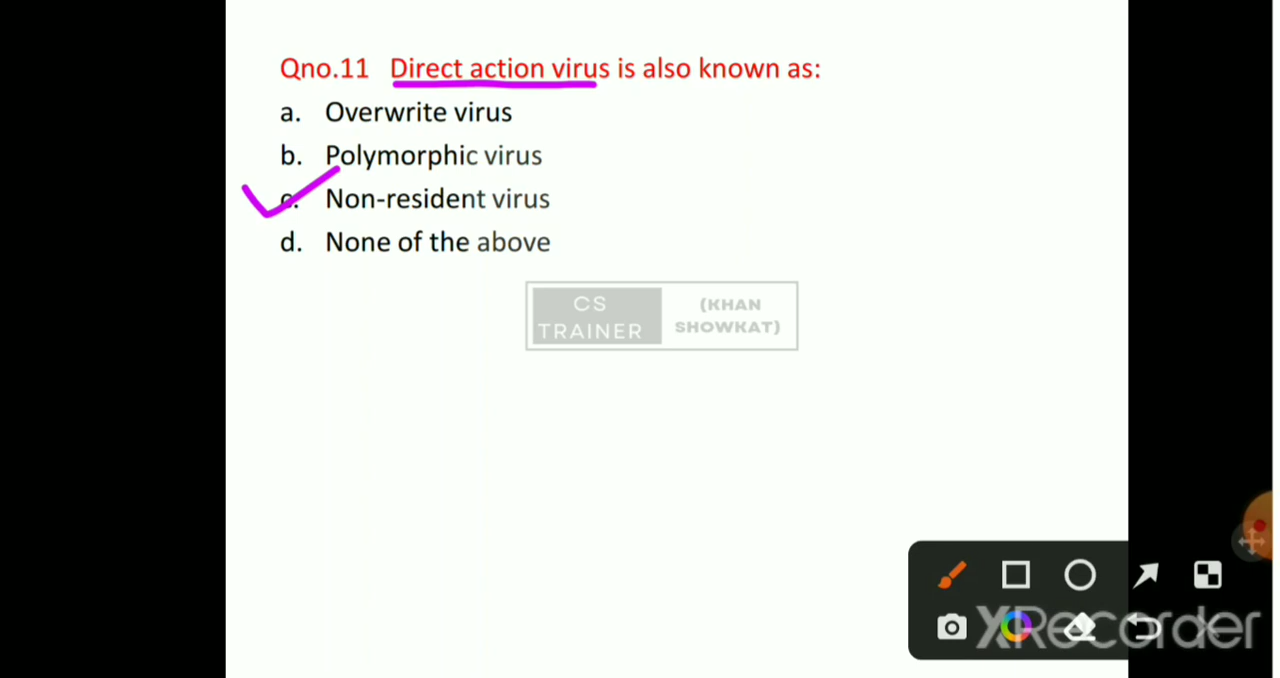 Qno.11 Direct action virus is also known as:
a. Overwrite virus
b. Polymorphic virus
c. Non-resident virus
d. None of the above
CS
TRAINER
(KHAN
SHOWKAT)
XRecorder